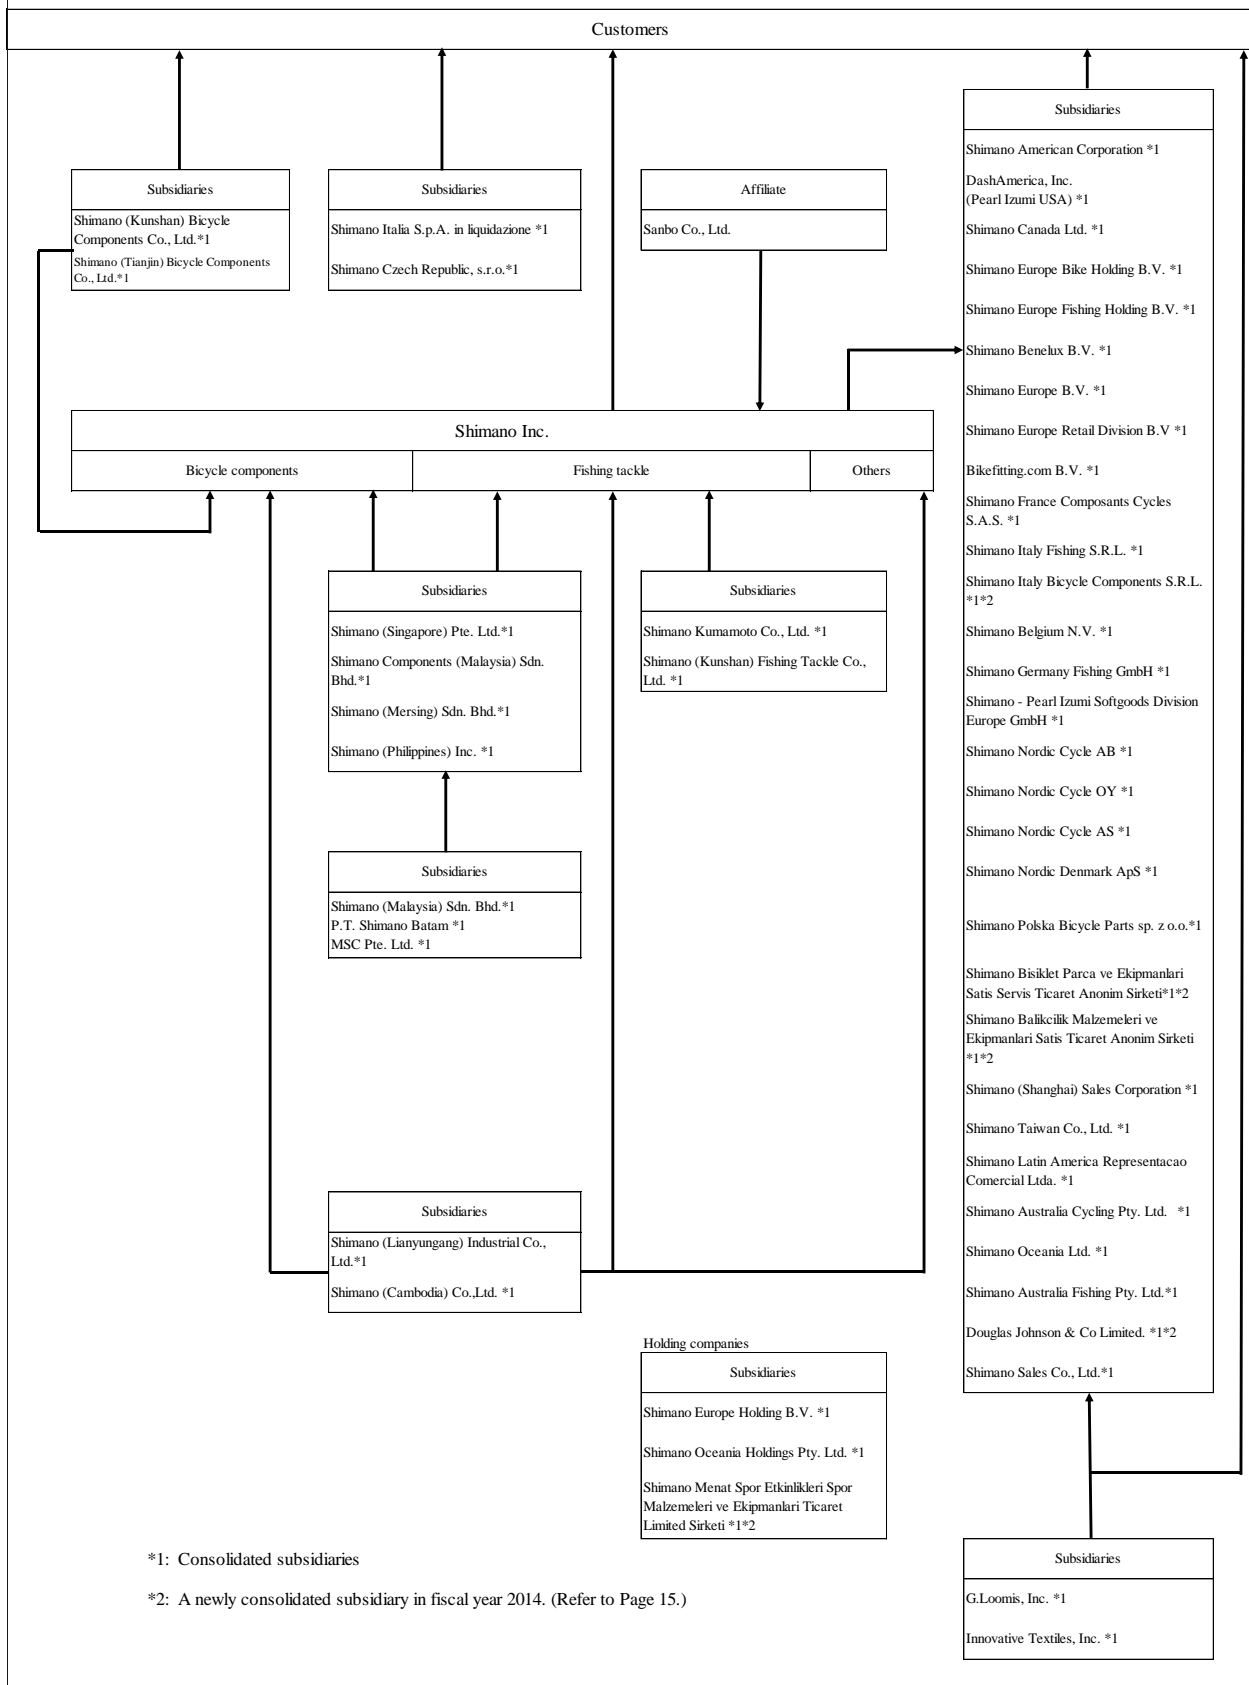 Customers
Subsidiaries
Shimano (Kunshan) Bicycle
Components Co., Ltd.*1
Shimano (Tianjin) Bicycle Components
Co., Ltd.*1
Subsidiaries
Shimano Italia S.p.A. in liquidazione *1
Shimano Czech Republic, s.r.o.*1
Affiliate
Sanbo Co., Ltd.
Subsidiaries
Shimano American Corporation *1
DashAmerica, Inc.
(Pearl Izumi USA) *1
Shimano Canada Ltd. *1
Shimano Europe Bike Holding B.V. *1
Shimano Europe Fishing Holding B.V. *1
Shimano Benelux B.V. *1
Shimano Europe B.V. *1
Shimano Europe Retail Division B.V *1
Bikefitting.com B.V. *1
Shimano France Composants Cycles
S.A.S. *1
Shimano Italy Fishing S.R.L. *1
Shimano Italy Bicycle Components S.R.L.
*1*2
Shimano Belgium N.V. *1
Shimano Germany Fishing GmbH *1
Shimano - Pearl Izumi Softgoods Division
Europe GmbH *1
Shimano Nordic Cycle AB *1
Shimano Nordic Cycle OY *1
Shimano Nordic Cycle AS *1
Shimano Nordic Denmark ApS *1
Shimano Polska Bicycle Parts sp. z o.o.*1
Shimano Bisiklet Parca ve Ekipmanlari
Satis Servis Ticaret Anonim Sirketi*1*2
Shimano Balikcilik Malzemeleri ve
Ekipmanlari Satis Ticaret Anonim Sirketi
*1*2
Shimano (Shanghai) Sales Corporation *1
Shimano Taiwan Co., Ltd. *1
Shimano Latin America Representacao
Comercial Ltda. *1
Shimano Australia Cycling Pty. Ltd. *1
Shimano Oceania Ltd. *1
Shimano Australia Fishing Pty. Ltd.*1
Douglas Johnson & Co Limited. *1*2
Shimano Sales Co., Ltd.*1
Shimano Inc.
Bicycle components
Fishing tackle
Others
Subsidiaries
Shimano (Singapore) Pte. Ltd.*1
Shimano Components (Malaysia) Sdn.
Bhd.*1
Shimano (Mersing) Sdn. Bhd.*1
Shimano (Philippines) Inc. *1
Subsidiaries
Shimano Kumamoto Co., Ltd. *1
Shimano (Kunshan) Fishing Tackle Co.,
Ltd. *1
Subsidiaries
Shimano (Malaysia) Sdn. Bhd.*1
P.T. Shimano Batam *1
MSC Pte. Ltd. *1
Subsidiaries
Shimano (Lianyungang) Industrial Co.,
Ltd.*1
Shimano (Cambodia) Co.,Ltd. *1
Holding companies
Subsidiaries
Shimano Europe Holding B.V. *1
Shimano Oceania Holdings Pty. Ltd. *1
Shimano Menat Spor Etkinlikleri Spor
Malzemeleri ve Ekipmanlari Ticaret
Limited Sirketi *1*2
Subsidiaries
G.Loomis, Inc. *1
Innovative Textiles, Inc. *1
*1: Consolidated subsidiaries
*2: A newly consolidated subsidiary in fiscal year 2014. (Refer to Page 15.)